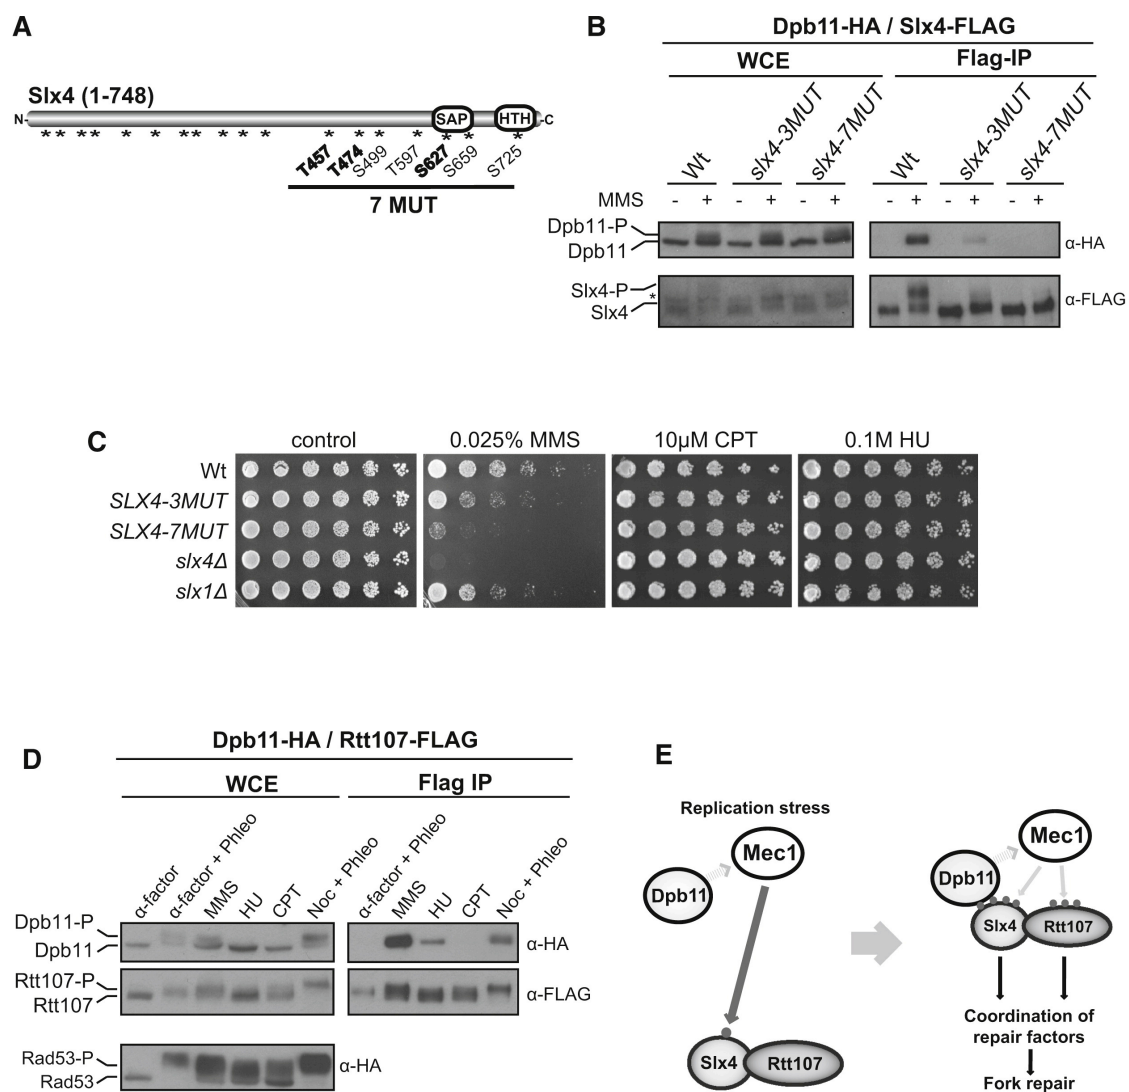 A
Slx4 (1-748)
N-
SAP
HTH
-C
* * * * * * * * * * * * * * * * * *
T457
T474
S499
T597
S627
S659
S725
7 MUT
B
Dpb11-HA / Slx4-FLAG
WCE
Flag-IP
Wt
slx4-3MUT
slx4-7MUT
Wt
slx4-3MUT
slx4-7MUT
MMS - + - + - + - + - + - +
Dpb11-P
Dpb11
α-HA
Slx4-P
*
Slx4
α-FLAG
C
control
0.025% MMS
10µM CPT
0.1M HU
Wt
SLX4-3MUT
SLX4-7MUT
slx4Δ
slx1Δ
D
Dpb11-HA / Rtt107-FLAG
WCE
Flag IP
α-factor
α-factor + Phleo
MMS
HU
CPT
Noc + Phleo
α-factor + Phleo
MMS
HU
CPT
Noc + Phleo
Dpb11-P
Dpb11
α-HA
Rtt107-P
Rtt107
α-FLAG
Rad53-P
Rad53
α-HA
E
Replication stress
Mec1
Dpb11
Slx4
Rtt107
Mec1
Dpb11
Slx4
Rtt107
Coordination of
repair factors
Fork repair